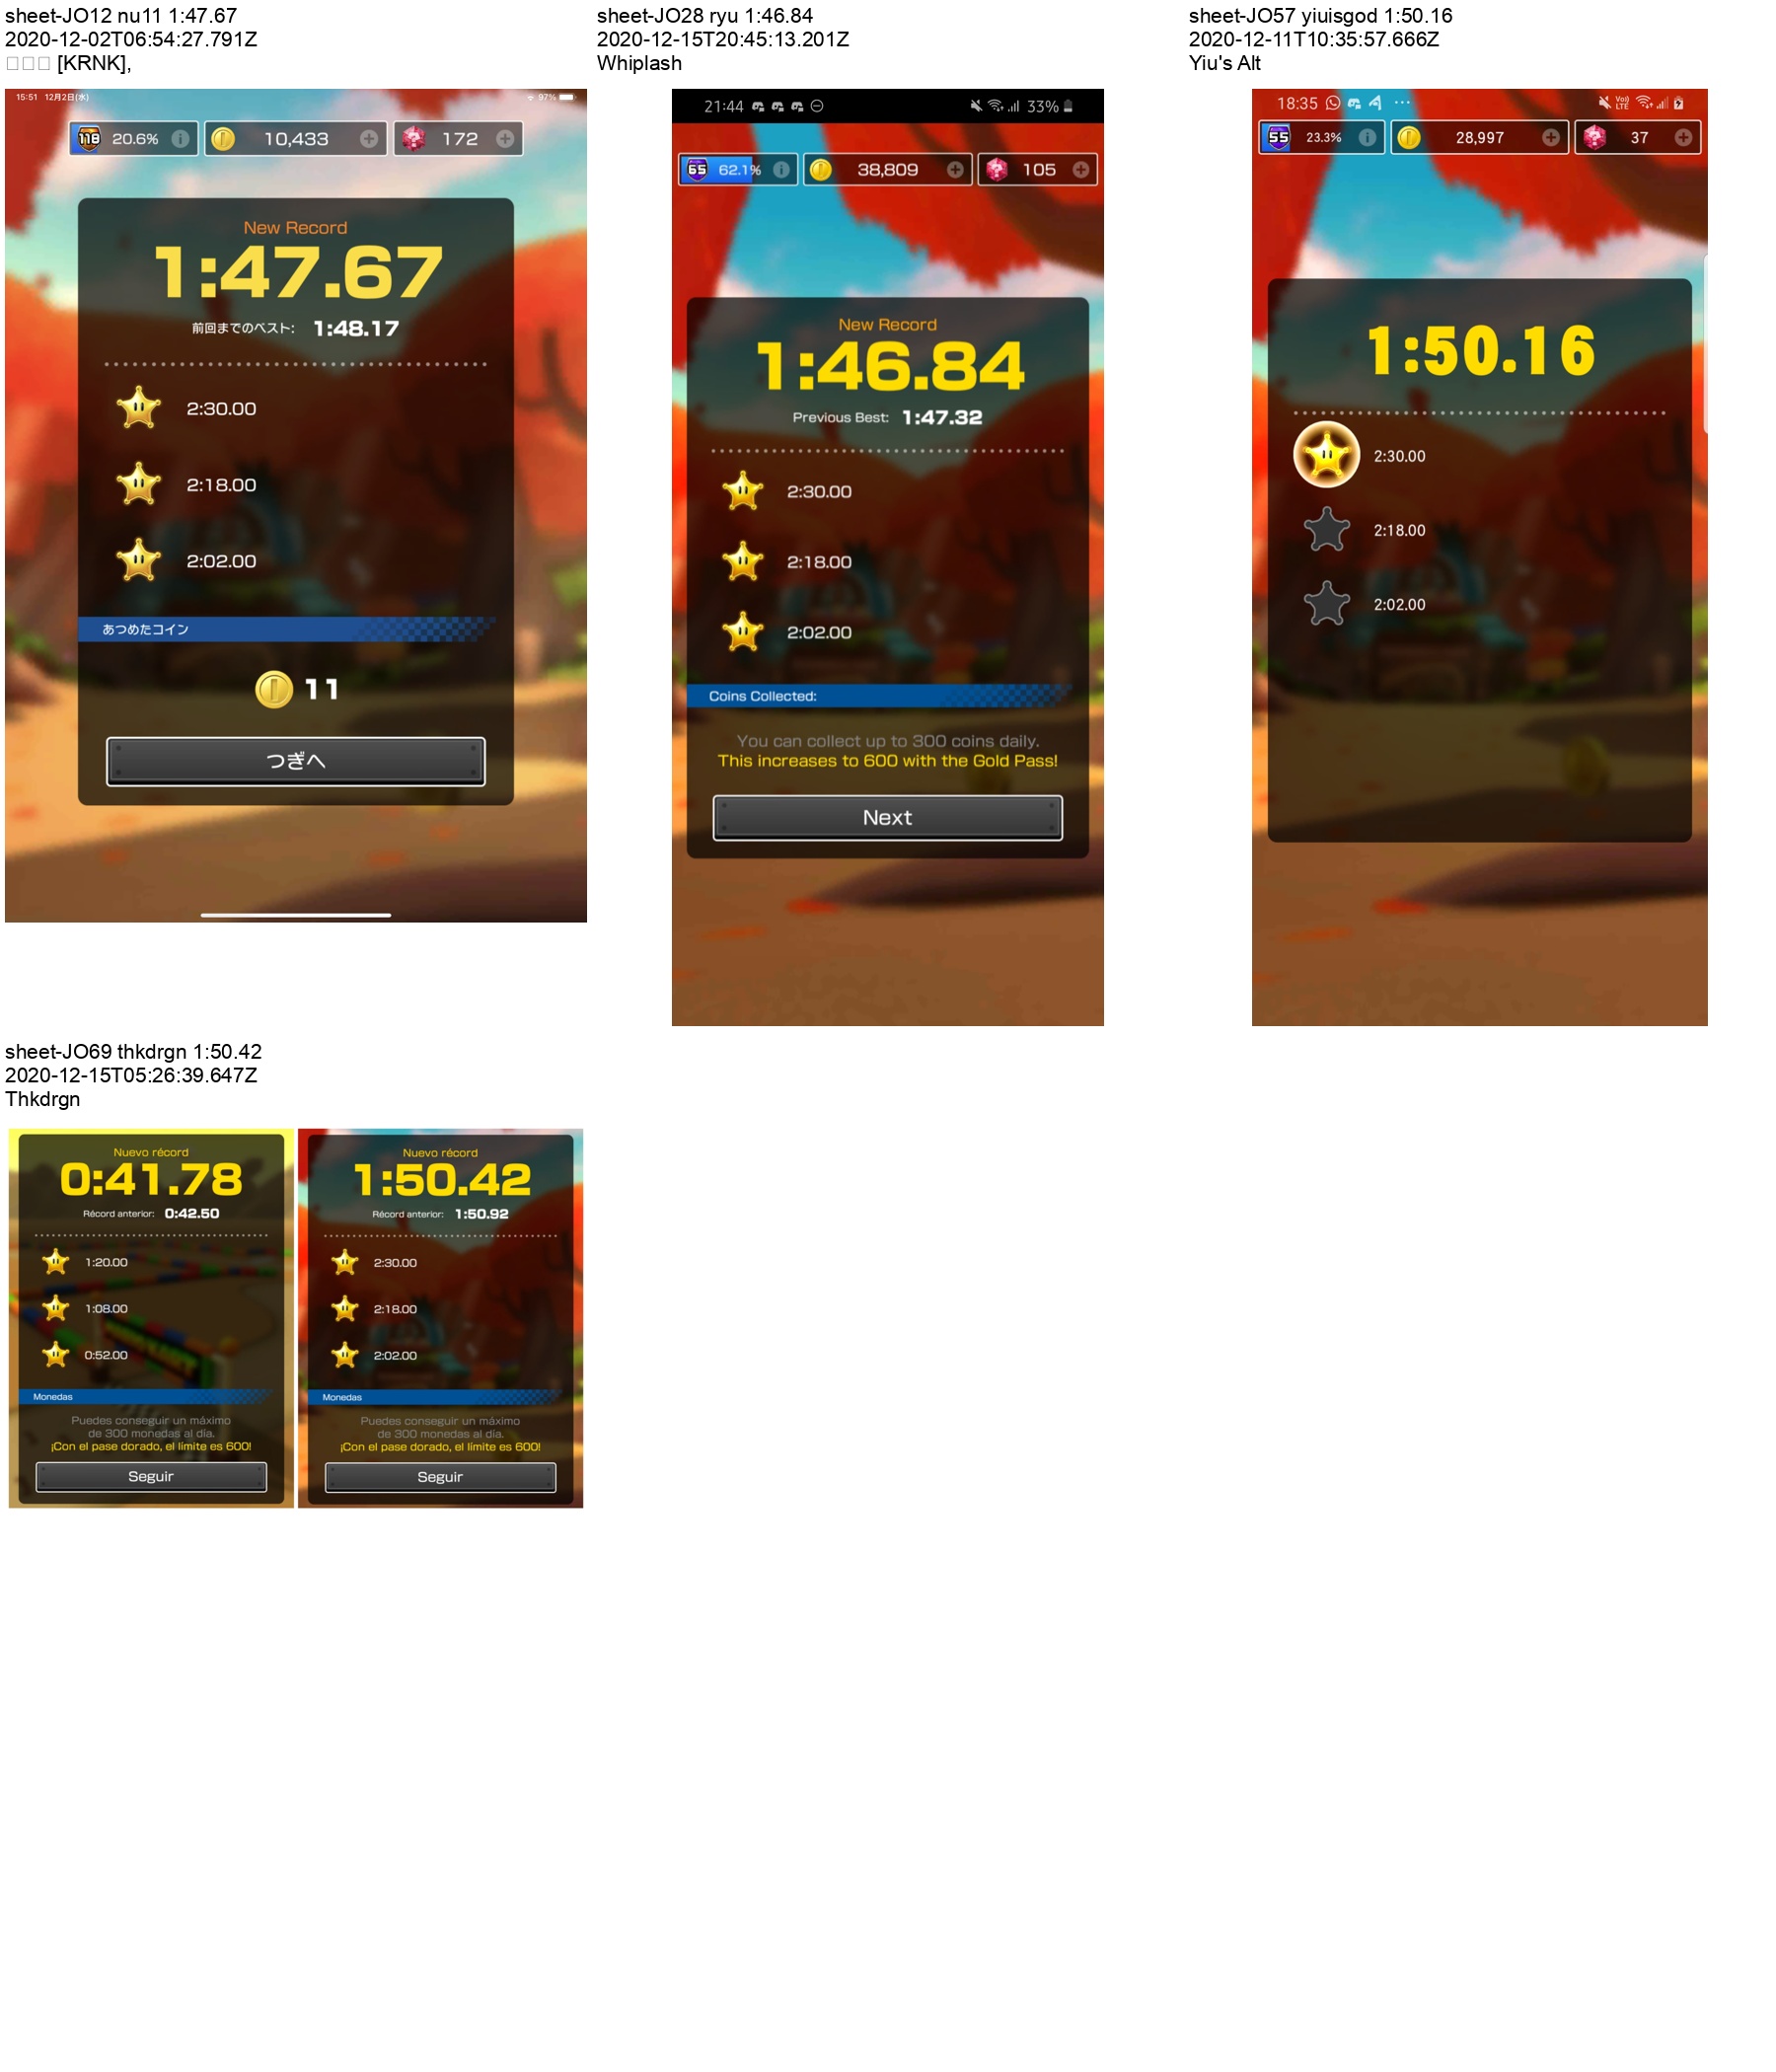 sheet-JO12 nu11 1:47.67
2020-12-02T06:54:27.791Z
□□□ [KRNK],
15:51 12月2日(水)
97%
118 20.6% 10,433 172
New Record
1:47.67
前回までのベスト: 1:48.17
2:30.00
2:18.00
2:02.00
あつめたコイン
11
つぎへ
sheet-JO28 ryu 1:46.84
2020-12-15T20:45:13.201Z
Whiplash
21:44 33%
65 62.1% 38,809 105
New Record
1:46.84
Previous Best: 1:47.32
2:30.00
2:18.00
2:02.00
Coins Collected:
You can collect up to 300 coins daily.
This increases to 600 with the Gold Pass!
Next
sheet-JO57 yiuisgod 1:50.16
2020-12-11T10:35:57.666Z
Yiu's Alt
18:35 Vo) LTE
55 23.3% 28,997 37
1:50.16
2:30.00
2:18.00
2:02.00
sheet-JO69 thkdrgn 1:50.42
2020-12-15T05:26:39.647Z
Thkdrgn
Nuevo récord
0:41.78
Récord anterior: 0:42.50
1:20.00
1:08.00
0:52.00
Monedas
Puedes conseguir un máximo
de 300 monedas al día.
¡Con el pase dorado, el límite es 600!
Seguir
Nuevo récord
1:50.42
Récord anterior: 1:50.92
2:30.00
2:18.00
2:02.00
Monedas
Puedes conseguir un máximo
de 300 monedas al día.
¡Con el pase dorado, el límite es 600!
Seguir